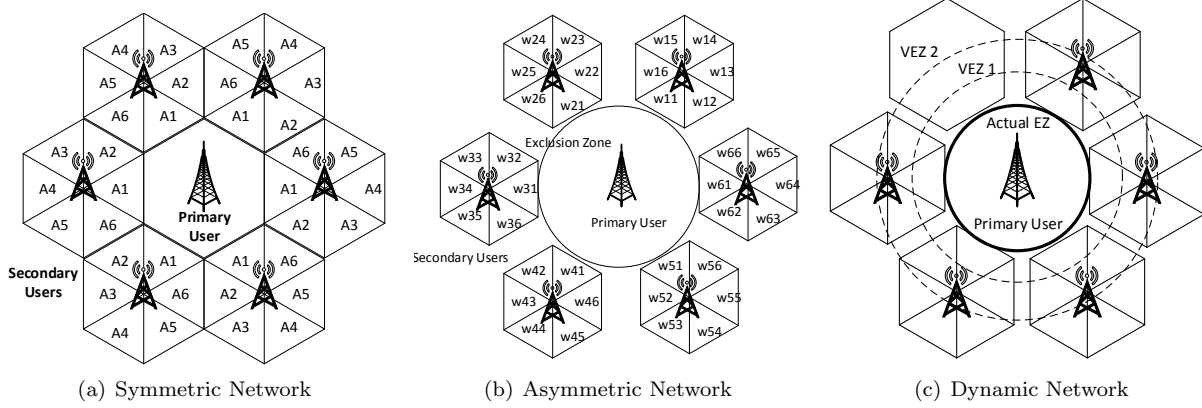 A4 A3
A5 A2
A6 A1
A5 A4
A6 A3
A1 A2
A3 A2
A4 A1
A5 A6
A6 A5
A1 A4
A2 A3
A2 A1
A3 A6
A4 A5
A1 A6
A2 A5
A3 A4
Primary
User
Secondary
Users
(a) Symmetric Network
w24 w23
w25 w22
w26 w21
w15 w14
w16 w13
w11 w12
Exclusion Zone
w33 w32
w34 w31
w35 w36
w66 w65
w61 w64
w62 w63
Primary User
Secondary Users
w42 w41
w43 w46
w44 w45
w51 w56
w52 w55
w53 w54
(b) Asymmetric Network
VEZ 2
VEZ 1
Actual EZ
Primary User
(c) Dynamic Network